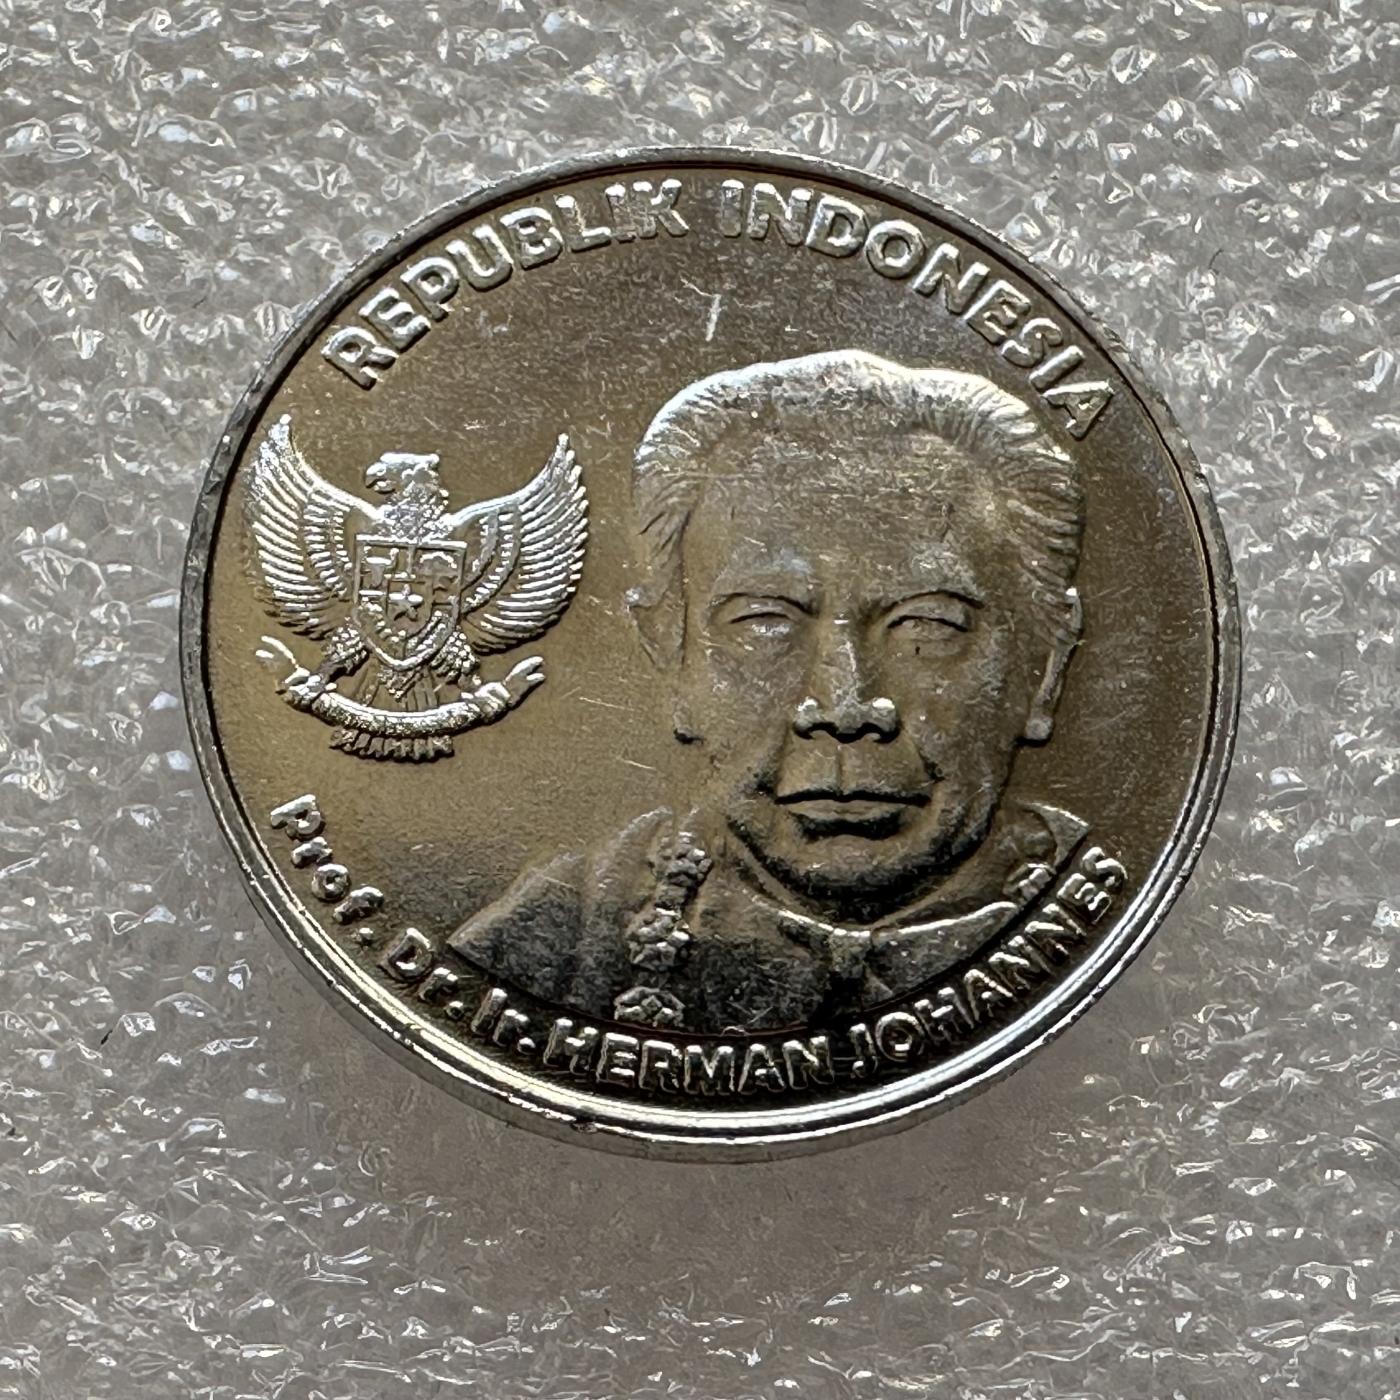 REPUBLIK INDONESIA
Prof. Dr. Ir. HERMAN JOHANNES